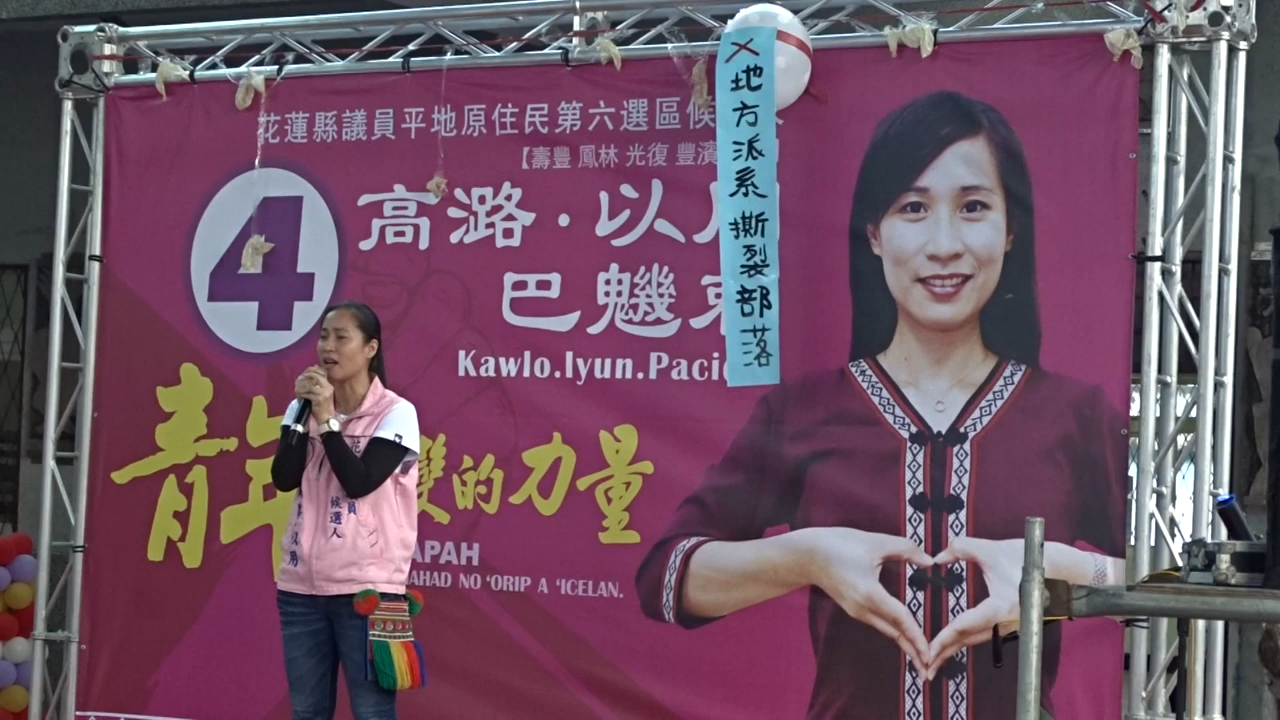 花蓮縣議員平地原住民第六選區候
【壽豐 鳳林 光復 豐濱
4
高潞·以
巴魕
Kawlo.Iyun.Paci
青年 變的力量
APAH
AHAD NO ‘ORIP A ‘ICELAN.
地方派系 撕裂部落
候選人
員